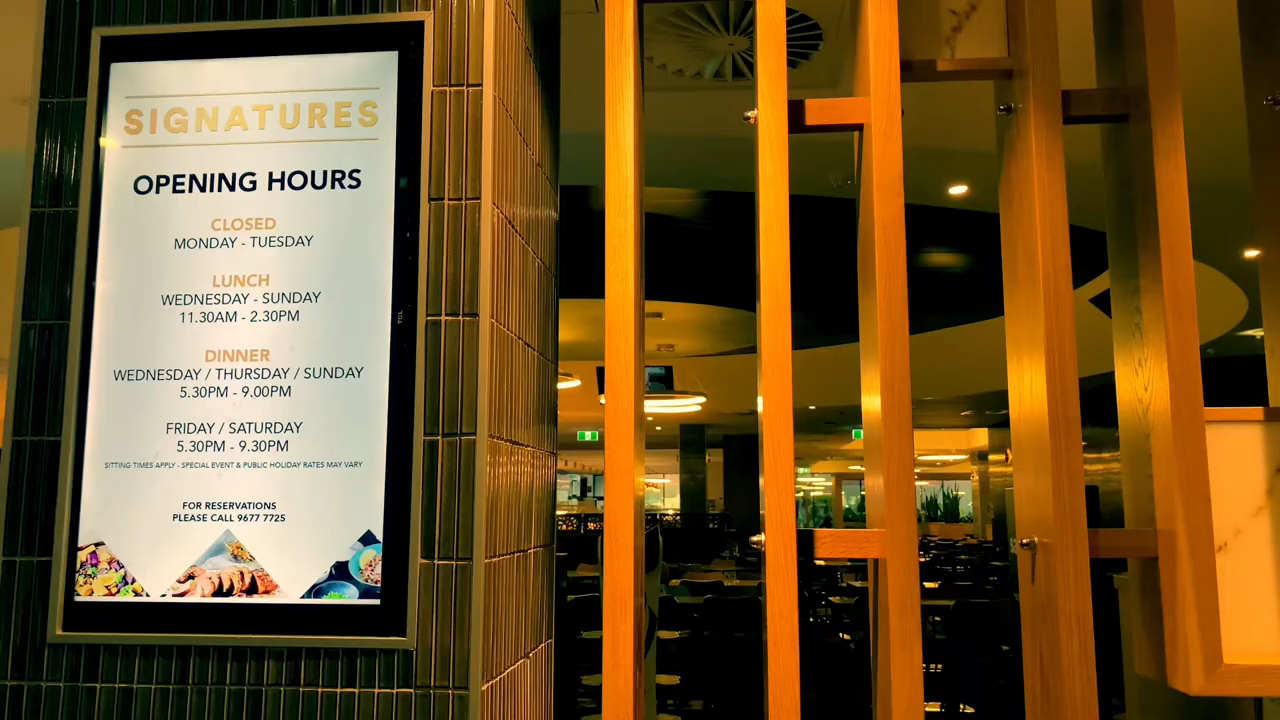 SIGNATURES
OPENING HOURS
CLOSED
MONDAY - TUESDAY
LUNCH
WEDNESDAY - SUNDAY
11.30AM - 2.30PM
DINNER
WEDNESDAY / THURSDAY / SUNDAY
5.30PM - 9.00PM
FRIDAY / SATURDAY
5.30PM - 9.30PM
SITTING TIMES APPLY - SPECIAL EVENT & PUBLIC HOLIDAY RATES MAY VARY
FOR RESERVATIONS
PLEASE CALL 9677 7725
TCL